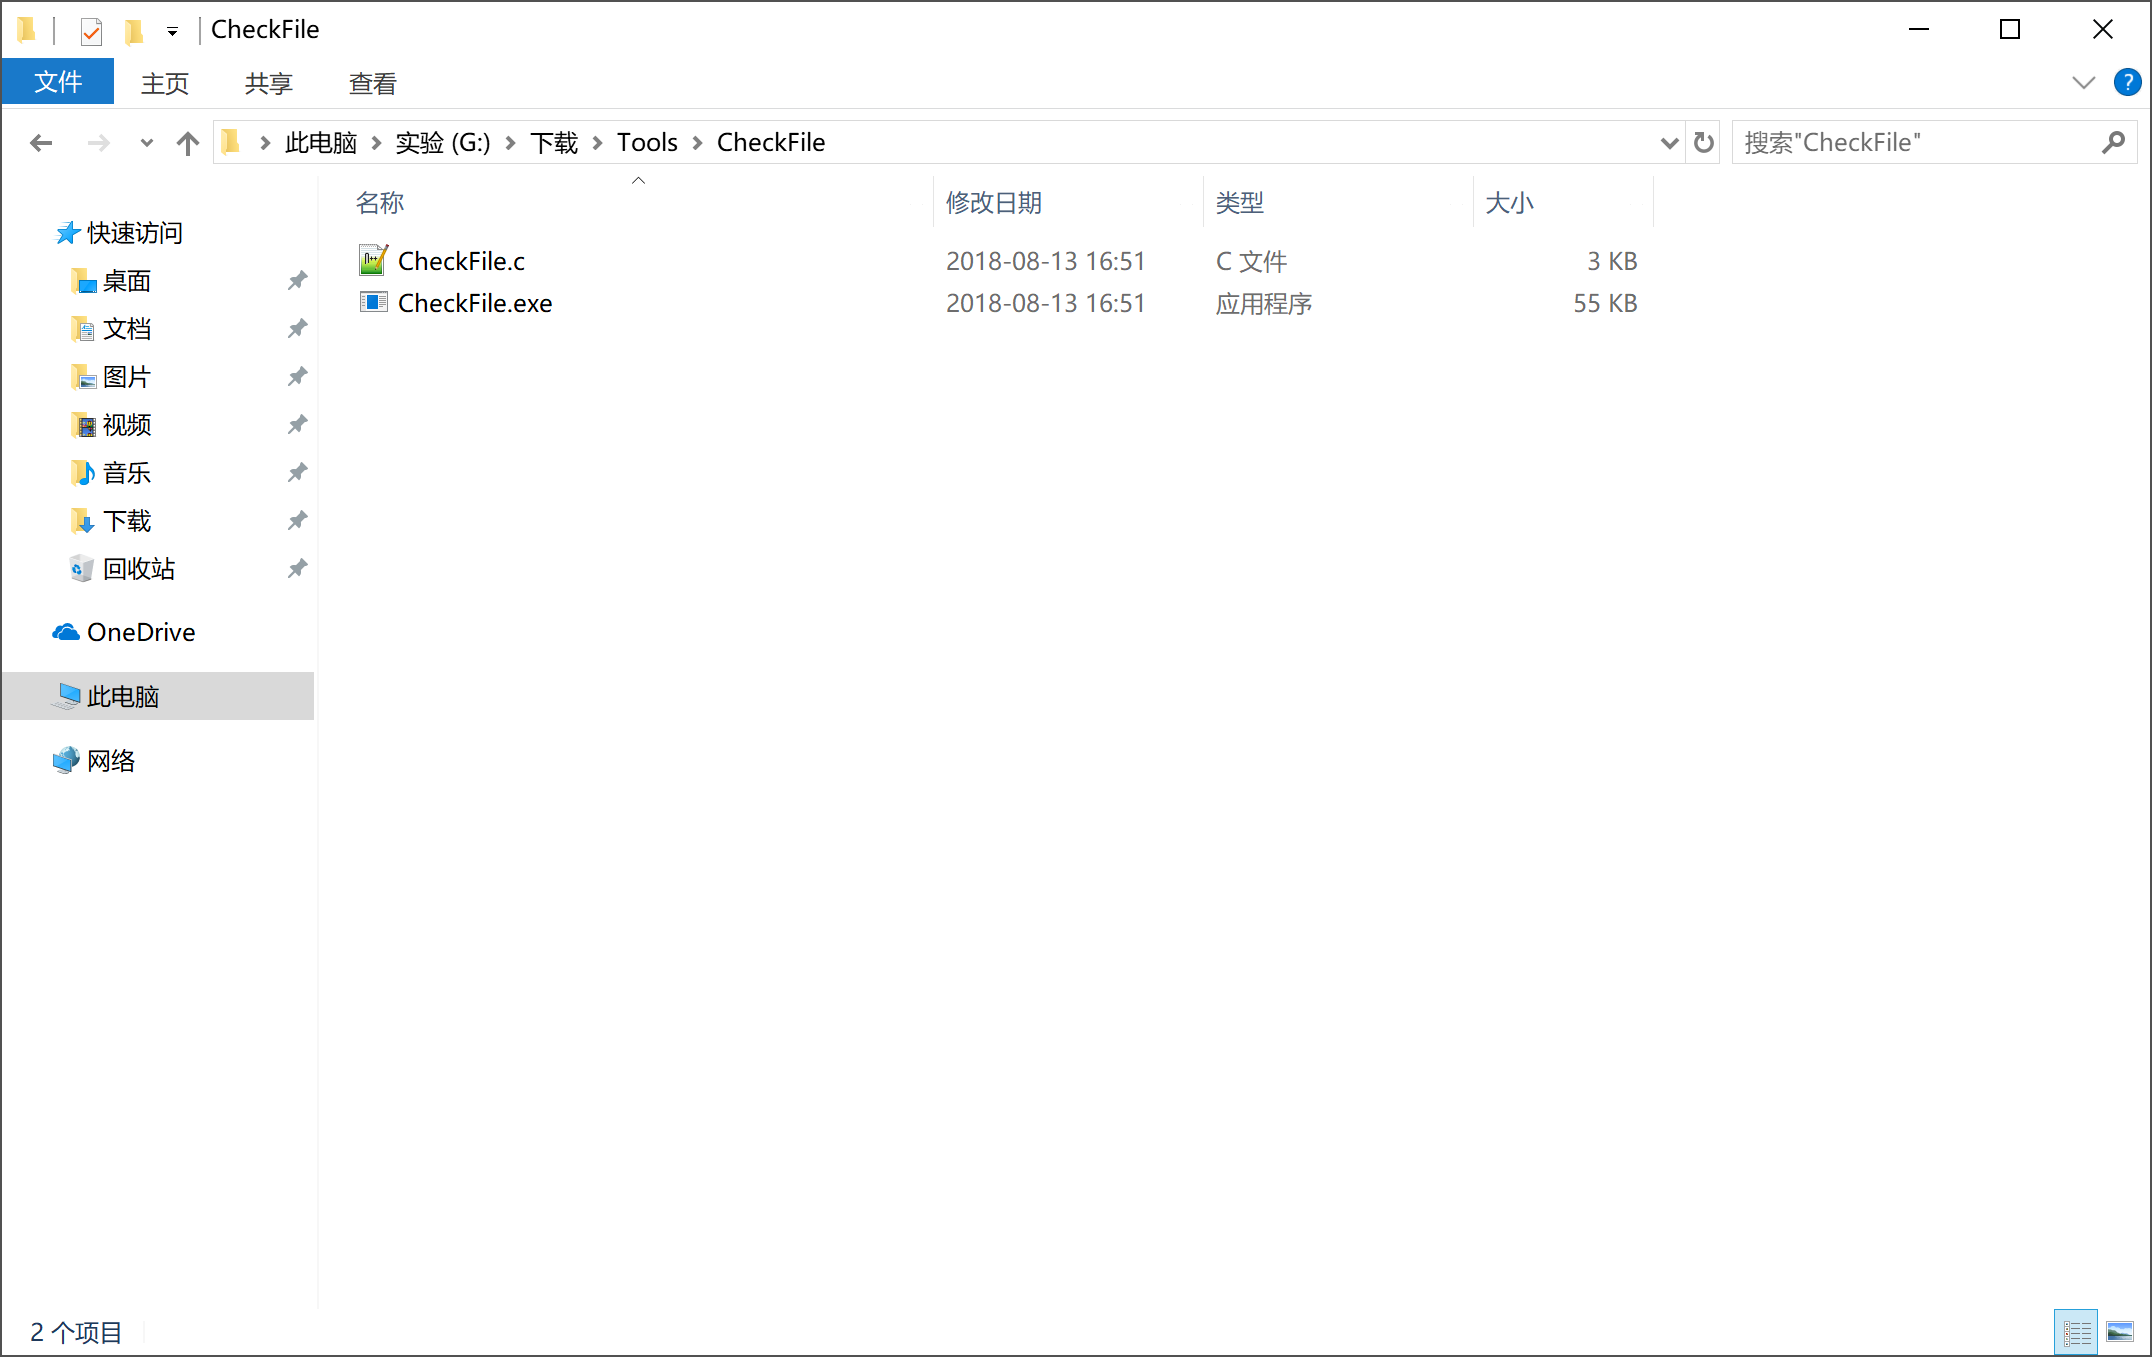 CheckFile
文件 主页 共享 查看
此电脑 实验 (G:) 下载 Tools CheckFile 搜索"CheckFile"
名称 修改日期 类型 大小
CheckFile.c 2018-08-13 16:51 C 文件 3 KB
CheckFile.exe 2018-08-13 16:51 应用程序 55 KB
快速访问
桌面
文档
图片
视频
音乐
下载
回收站
OneDrive
此电脑
网络
2 个项目